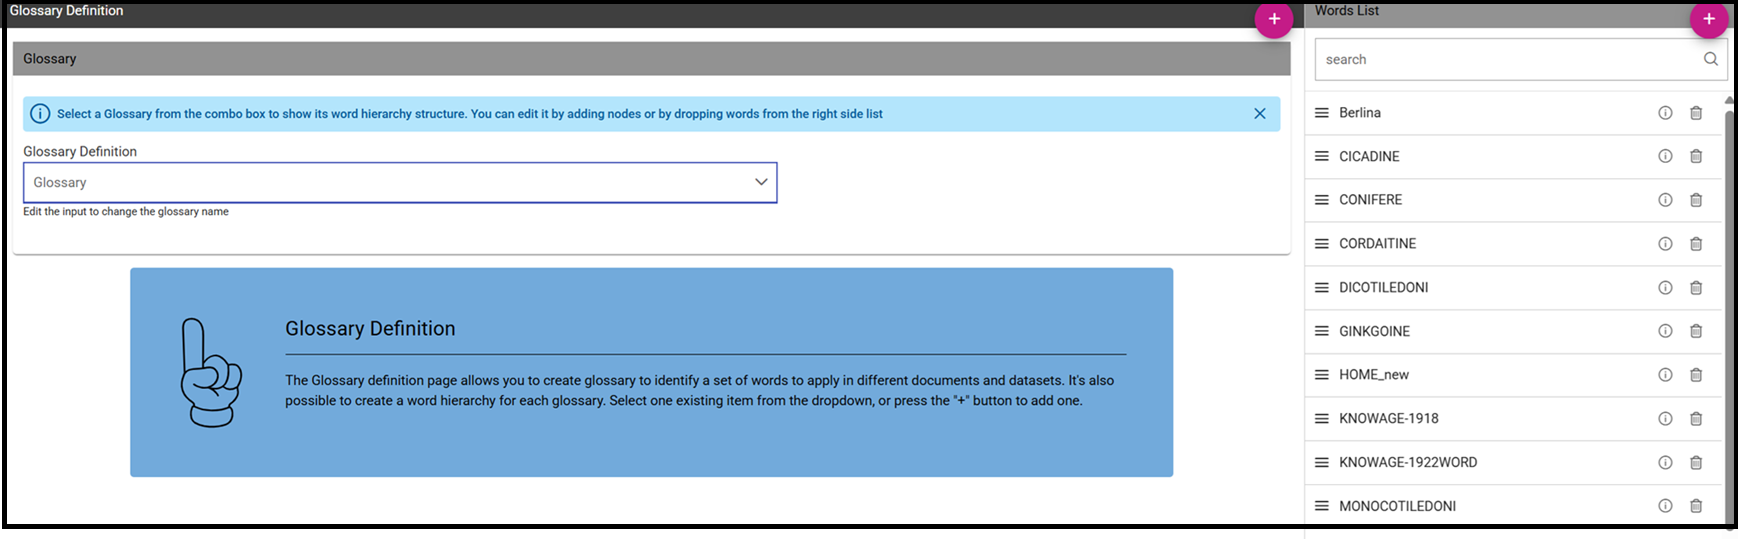 Glossary Definition
+
Glossary
Select a Glossary from the combo box to show its word hierarchy structure. You can edit it by adding nodes or by dropping words from the right side list
Glossary Definition
Glossary
Edit the input to change the glossary name
Glossary Definition
The Glossary definition page allows you to create glossary to identify a set of words to apply in different documents and datasets. It's also
possible to create a word hierarchy for each glossary. Select one existing item from the dropdown, or press the "+" button to add one.
Words List
+
search
Berlina
CICADINE
CONIFERE
CORDAITINE
DICOTILEDONI
GINKGOINE
HOME_new
KNOWAGE-1918
KNOWAGE-1922WORD
MONOCOTILEDONI